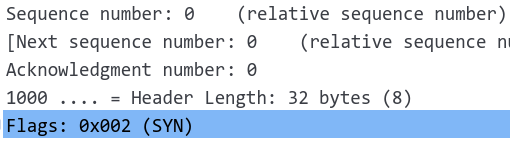 Sequence number: 0    (relative sequence number)
[Next sequence number: 0    (relative sequence
Acknowledgment number: 0
1000 .... = Header Length: 32 bytes (8)
Flags: 0x002 (SYN)